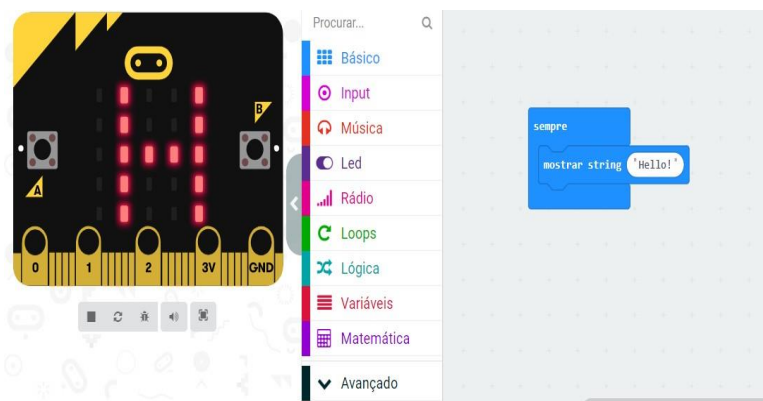 B
A
0 1 2 3V GND
Procurar...
Básico
Input
Música
Led
Rádio
Loops
Lógica
Variáveis
Matemática
Avançado
sempre
mostrar string "Hello!"